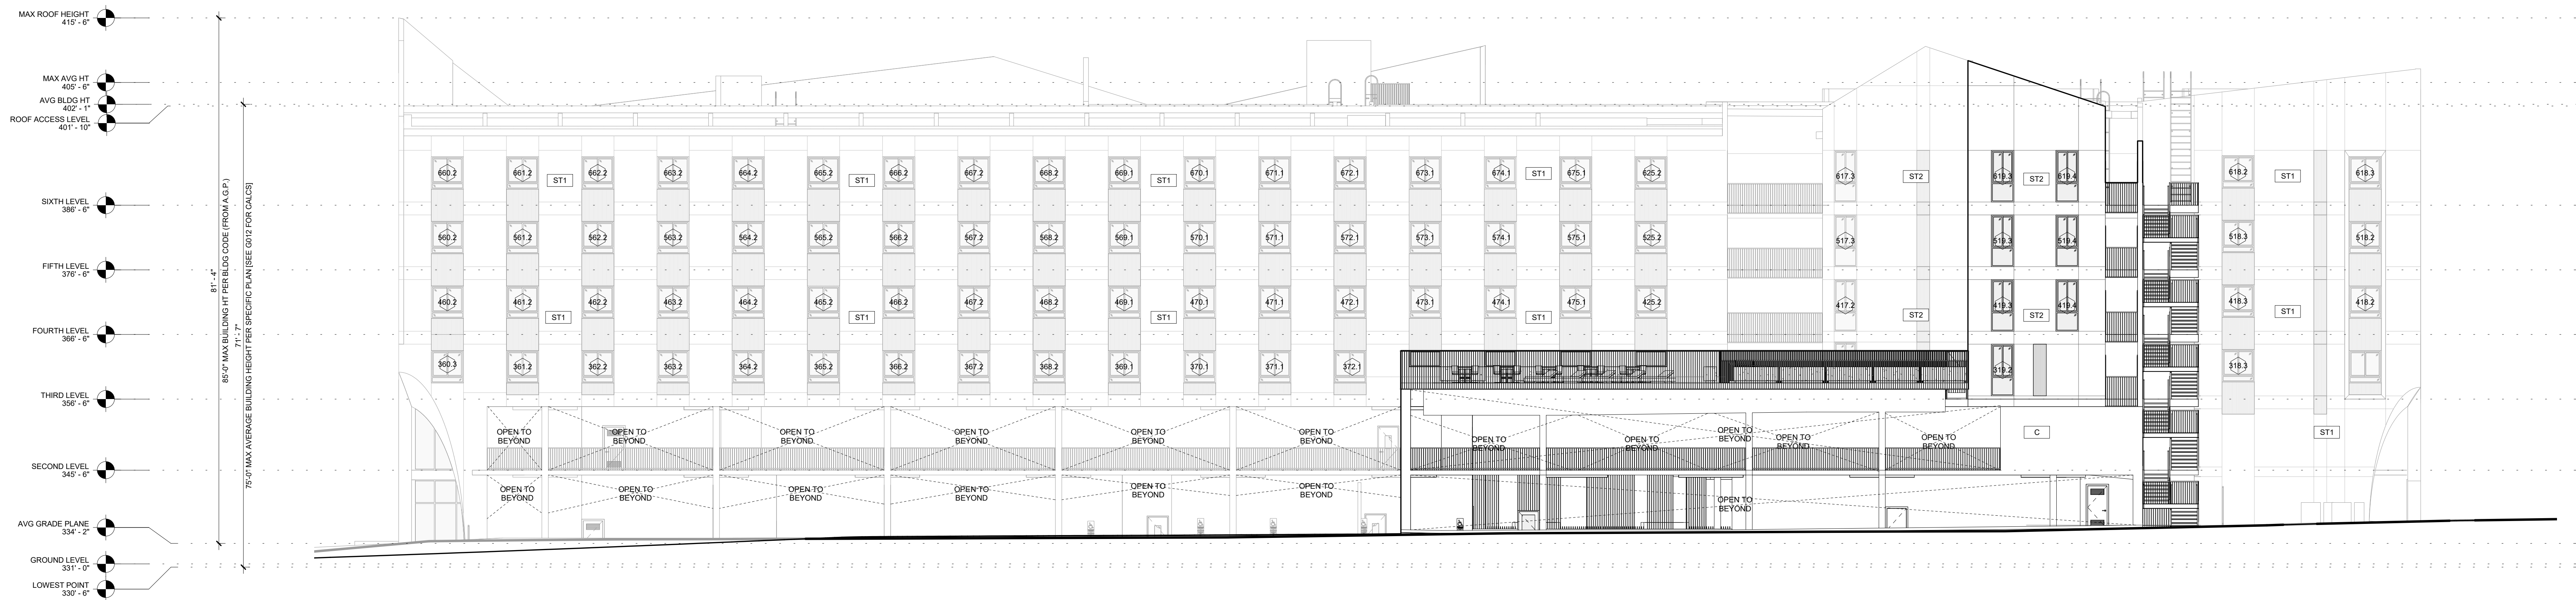 MAX ROOF HEIGHT
415' - 6"
MAX AVG HT
405' - 6"
AVG BLDG HT
402' - 1"
ROOF ACCESS LEVEL
401' - 10"
SIXTH LEVEL
386' - 6"
FIFTH LEVEL
376' - 6"
FOURTH LEVEL
366' - 6"
THIRD LEVEL
356' - 6"
SECOND LEVEL
345' - 6"
AVG GRADE PLANE
334' - 2"
GROUND LEVEL
331' - 0"
LOWEST POINT
330' - 6"
81' - 4"
85'-0" MAX BUILDING HT PER BLDG CODE (FROM A.G.P.)
71' - 7"
75'-0" MAX AVERAGE BUILDING HEIGHT PER SPECIFIC PLAN [SEE G012 FOR CALCS]
660.2 661.2 ST1 662.2 663.2 664.2 665.2 ST1 666.2 667.2 668.2 669.1 ST1 670.1 671.1 672.1 673.1 674.1 ST1 675.1 625.2 617.3 ST2 619.3 ST2 619.4 618.2 ST1 618.3
560.2 561.2 562.2 563.2 564.2 565.2 566.2 567.2 568.2 569.1 570.1 571.1 572.1 573.1 574.1 575.1 525.2 517.3 519.3 519.4 518.3 518.2
460.2 461.2 ST1 462.2 463.2 464.2 465.2 ST1 466.2 467.2 468.2 469.1 ST1 470.1 471.1 472.1 473.1 474.1 ST1 475.1 425.2 417.2 ST2 419.3 ST2 419.4 418.3 ST1 418.2
360.3 361.2 362.2 363.2 364.2 365.2 366.2 367.2 368.2 369.1 370.1 371.1 372.1 319.2 318.3
OPEN TO
BEYOND
OPEN TO
BEYOND
OPEN TO
BEYOND
OPEN TO
BEYOND
OPEN TO
BEYOND
OPEN TO
BEYOND
OPEN TO
BEYOND
OPEN TO
BEYOND
OPEN TO
BEYOND
OPEN TO
BEYOND
OPEN TO
BEYOND
C
ST1
OPEN TO
BEYOND
OPEN TO
BEYOND
OPEN TO
BEYOND
OPEN TO
BEYOND
OPEN TO
BEYOND
OPEN TO
BEYOND
OPEN TO
BEYOND